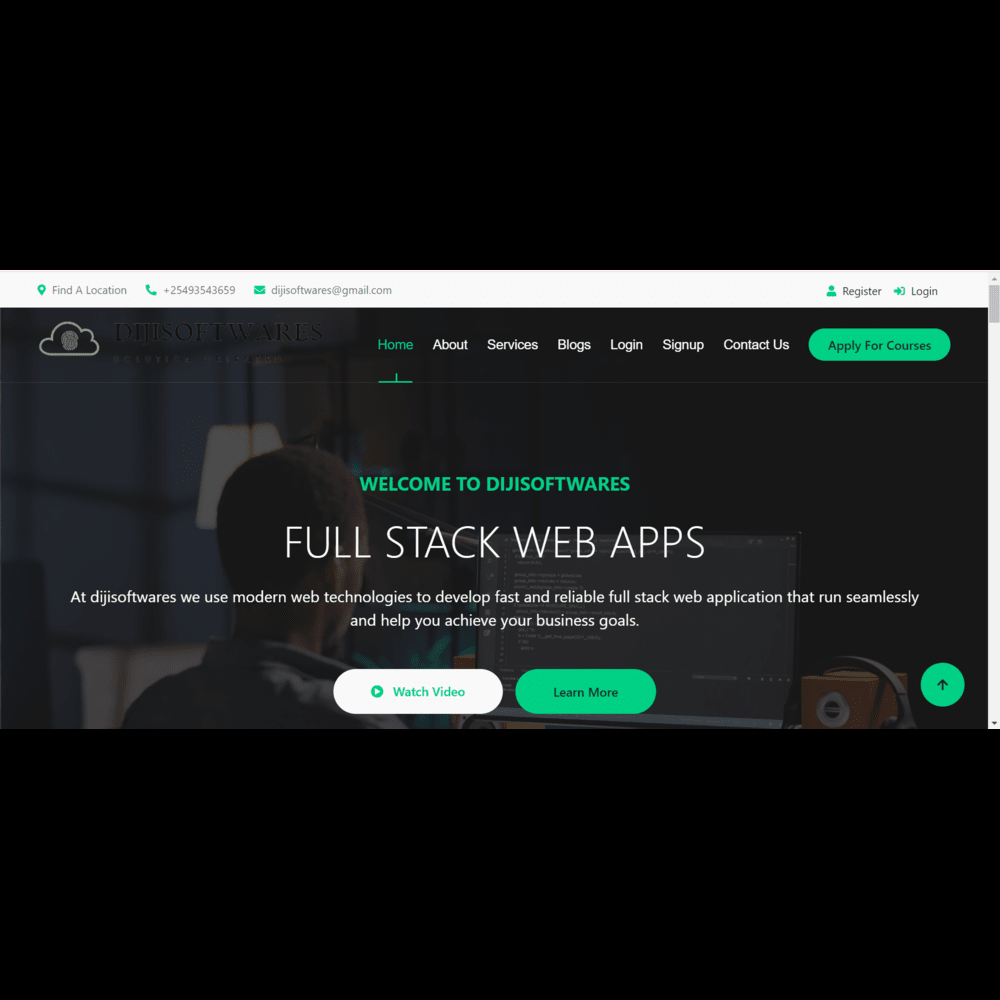 Find A Location +25493543659 dijisoftwares@gmail.com Register Login
DIJISOFTWARES
Home About Services Blogs Login Signup Contact Us Apply For Courses
WELCOME TO DIJISOFTWARES
FULL STACK WEB APPS
At dijisoftwares we use modern web technologies to develop fast and reliable full stack web application that run seamlessly
and help you achieve your business goals.
Watch Video Learn More